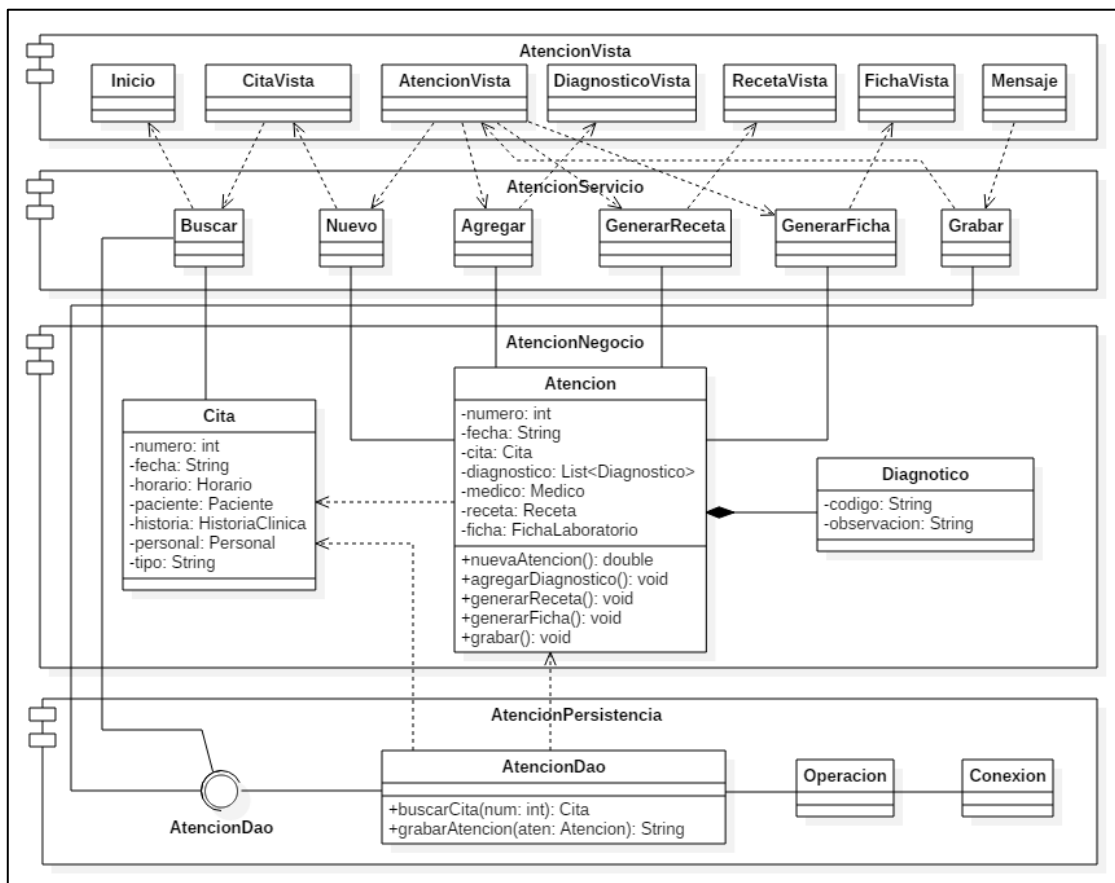 AtencionVista
Inicio
CitaVista
AtencionVista
DiagnosticoVista
RecetaVista
FichaVista
Mensaje
AtencionServicio
Buscar
Nuevo
Agregar
GenerarReceta
GenerarFicha
Grabar
AtencionNegocio
Cita
-numero: int
-fecha: String
-horario: Horario
-paciente: Paciente
-historia: HistoriaClinica
-personal: Personal
-tipo: String
Atencion
-numero: int
-fecha: String
-cita: Cita
-diagnostico: List<Diagnostico>
-medico: Medico
-receta: Receta
-ficha: FichaLaboratorio
+nuevaAtencion(): double
+agregarDiagnostico(): void
+generarReceta(): void
+generarFicha(): void
+grabar(): void
Diagnotico
-codigo: String
-observacion: String
AtencionPersistencia
AtencionDao
AtencionDao
+buscarCita(num: int): Cita
+grabarAtencion(aten: Atencion): String
Operacion
Conexion